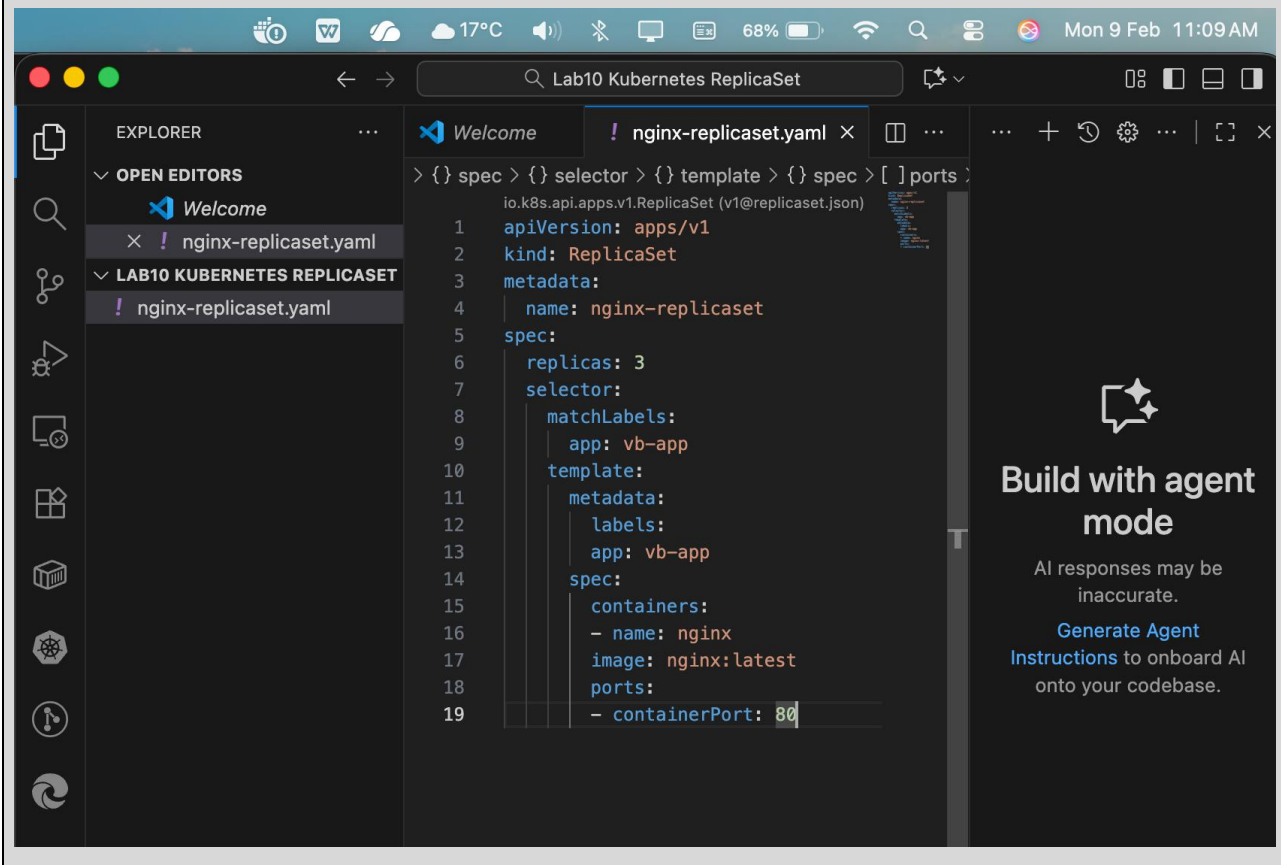 68%
17°C
Mon 9 Feb 11:09 AM
Lab10 Kubernetes ReplicaSet
EXPLORER
OPEN EDITORS
Welcome
! nginx-replicaset.yaml
LAB10 KUBERNETES REPLICASET
! nginx-replicaset.yaml
Welcome
! nginx-replicaset.yaml
> {} spec > {} selector > {} template > {} spec > [ ] ports >
io.k8s.api.apps.v1.ReplicaSet (v1@replicaset.json)
1 apiVersion: apps/v1
2 kind: ReplicaSet
3 metadata:
4   name: nginx-replicaset
5 spec:
6   replicas: 3
7   selector:
8     matchLabels:
9       app: vb-app
10     template:
11       metadata:
12         labels:
13         app: vb-app
14       spec:
15         containers:
16         - name: nginx
17         image: nginx:latest
18         ports:
19         - containerPort: 80
Build with agent
mode
AI responses may be
inaccurate.
Generate Agent
Instructions to onboard AI
onto your codebase.